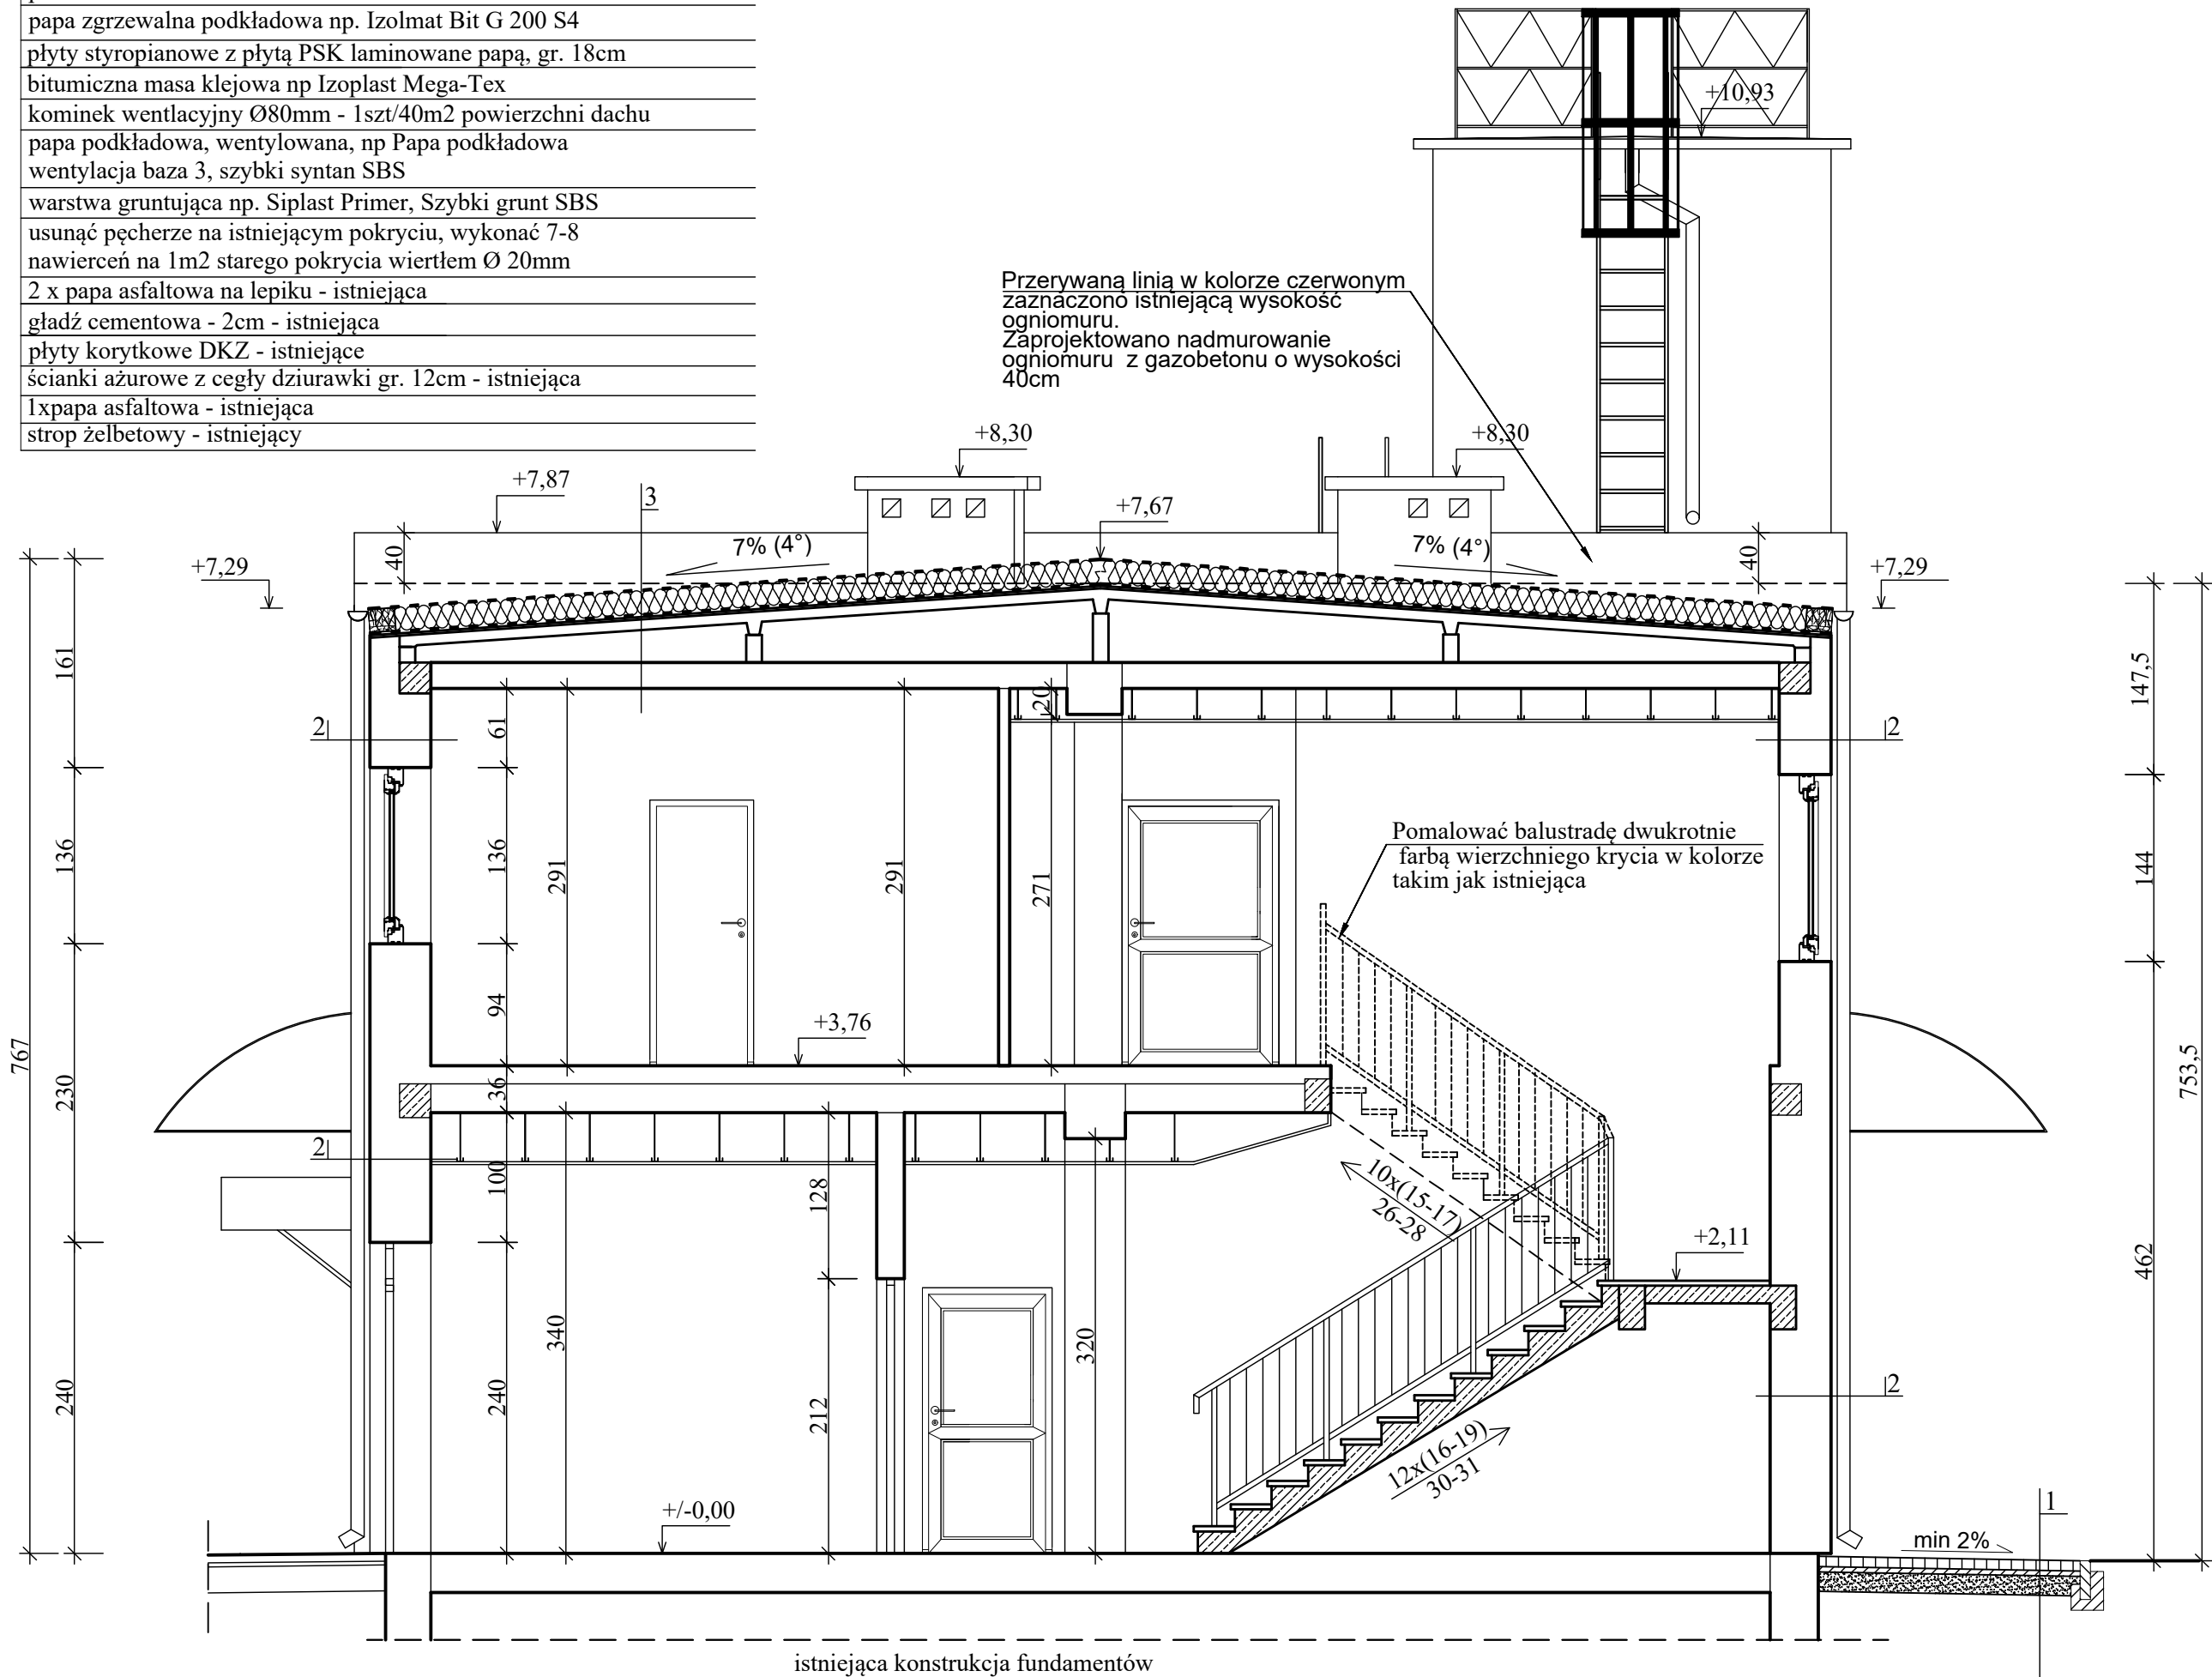 papa zgrzewalna podkładowa np. Izolmat Bit G 200 S4
płyty styropianowe z płytą PSK laminowane papą, gr. 18cm
bitumiczna masa klejowa np Izoplast Mega-Tex
kominek wentlacyjny Ø80mm - 1szt/40m2 powierzchni dachu
papa podkładowa, wentylowana, np Papa podkładowa
wentylacja baza 3, szybki syntan SBS
warstwa gruntująca np. Siplast Primer, Szybki grunt SBS
usunąć pęcherze na istniejącym pokryciu, wykonać 7-8
nawierceń na 1m2 starego pokrycia wiertłem Ø 20mm
2 x papa asfaltowa na lepiku - istniejąca
gładź cementowa - 2cm - istniejąca
płyty korytkowe DKZ - istniejące
ścianki ażurowe z cegły dziurawki gr. 12cm - istniejąca
1xpapa asfaltowa - istniejąca
strop żelbetowy - istniejący
+10,93
Przerywaną linią w kolorze czerwonym
zaznaczono istniejącą wysokość
ogniomuru.
Zaprojektowano nadmurowanie
ogniomuru z gazobetonu o wysokości
40cm
+8,30
+8,30
+7,87
3
+7,67
40
7% (4°)
7% (4°)
40
+7,29
+7,29
161
136
230
240
767
2
61
136
94
36
100
240
291
291
20
271
2
147,5
144
462
753,5
Pomalować balustradę dwukrotnie
farbą wierzchniego krycia w kolorze
takim jak istniejąca
+3,76
2
340
128
212
320
10x(15-17)
26-28
+2,11
2
12x(16-19)
30-31
+/-0,00
1
min 2%
istniejąca konstrukcja fundamentów